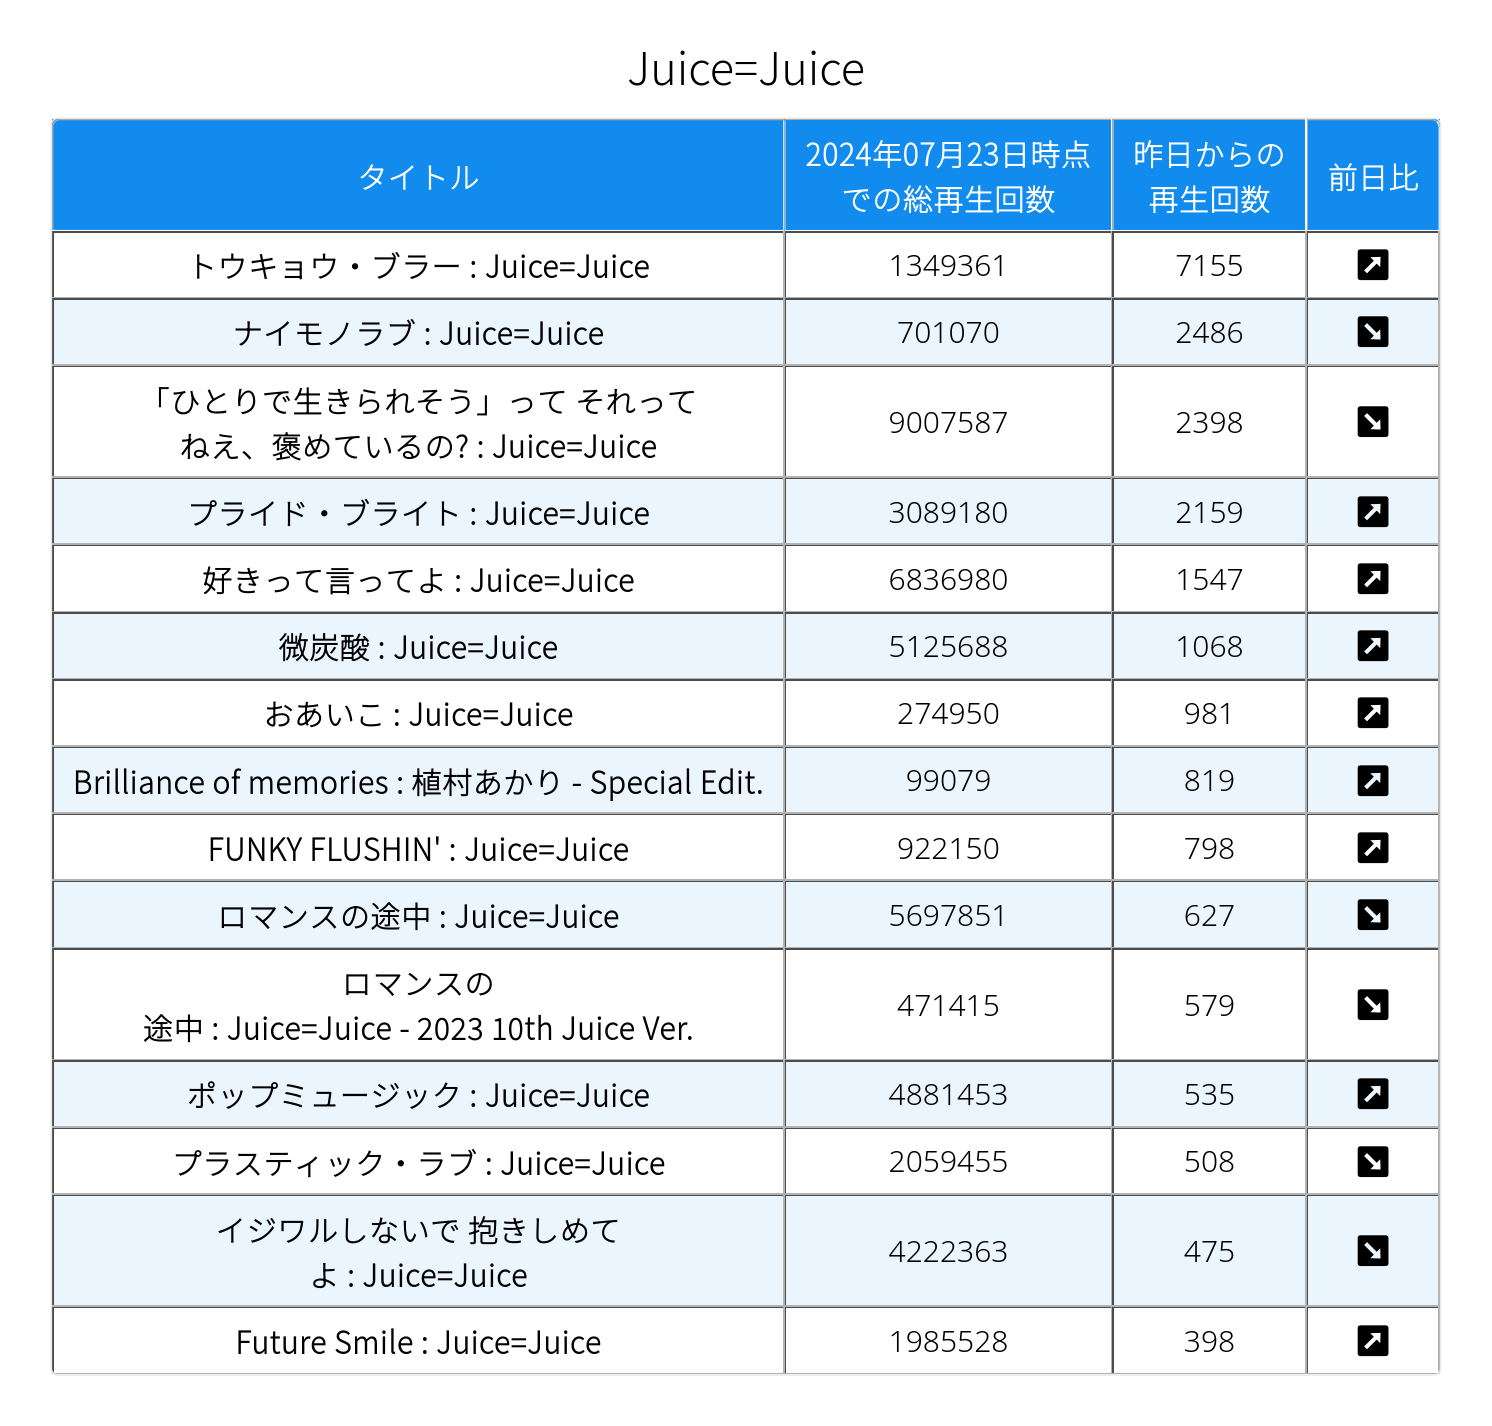 Juice=Juice
タイトル
2024年07月23日時点
での総再生回数
昨日からの
再生回数
前日比
トウキョウ・ブラー : Juice=Juice
1349361
7155
ナイモノラブ : Juice=Juice
701070
2486
「ひとりで生きられそう」って それって
ねえ、褒めているの? : Juice=Juice
9007587
2398
プライド・ブライト : Juice=Juice
3089180
2159
好きって言ってよ : Juice=Juice
6836980
1547
微炭酸 : Juice=Juice
5125688
1068
おあいこ : Juice=Juice
274950
981
Brilliance of memories : 植村あかり - Special Edit.
99079
819
FUNKY FLUSHIN' : Juice=Juice
922150
798
ロマンスの途中 : Juice=Juice
5697851
627
ロマンスの
途中 : Juice=Juice - 2023 10th Juice Ver.
471415
579
ポップミュージック : Juice=Juice
4881453
535
プラスティック・ラブ : Juice=Juice
2059455
508
イジワルしないで 抱きしめて
よ : Juice=Juice
4222363
475
Future Smile : Juice=Juice
1985528
398